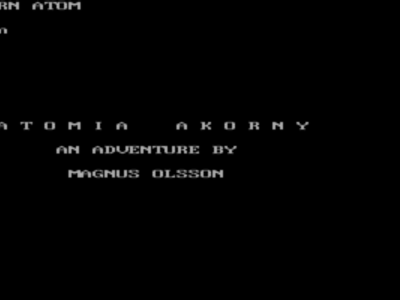 RN ATOM
m
A T O M I A   A K O R N Y
AN ADVENTURE BY
MAGNUS OLSSON